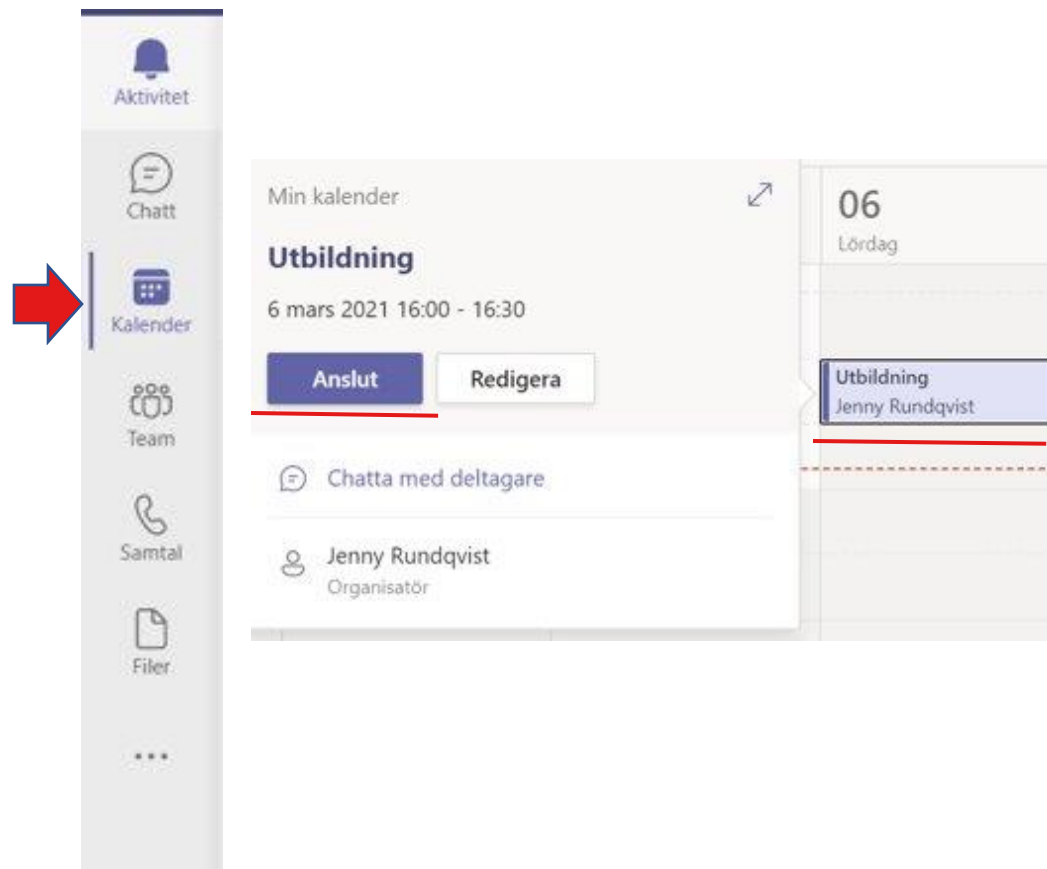 Aktivitet
Chatt
Kalender
Team
Samtal
Filer
Min kalender
Utbildning
6 mars 2021 16:00 - 16:30
Anslut
Redigera
Chatta med deltagare
Jenny Rundqvist
Organisatör
06
Lördag
Utbildning
Jenny Rundqvist